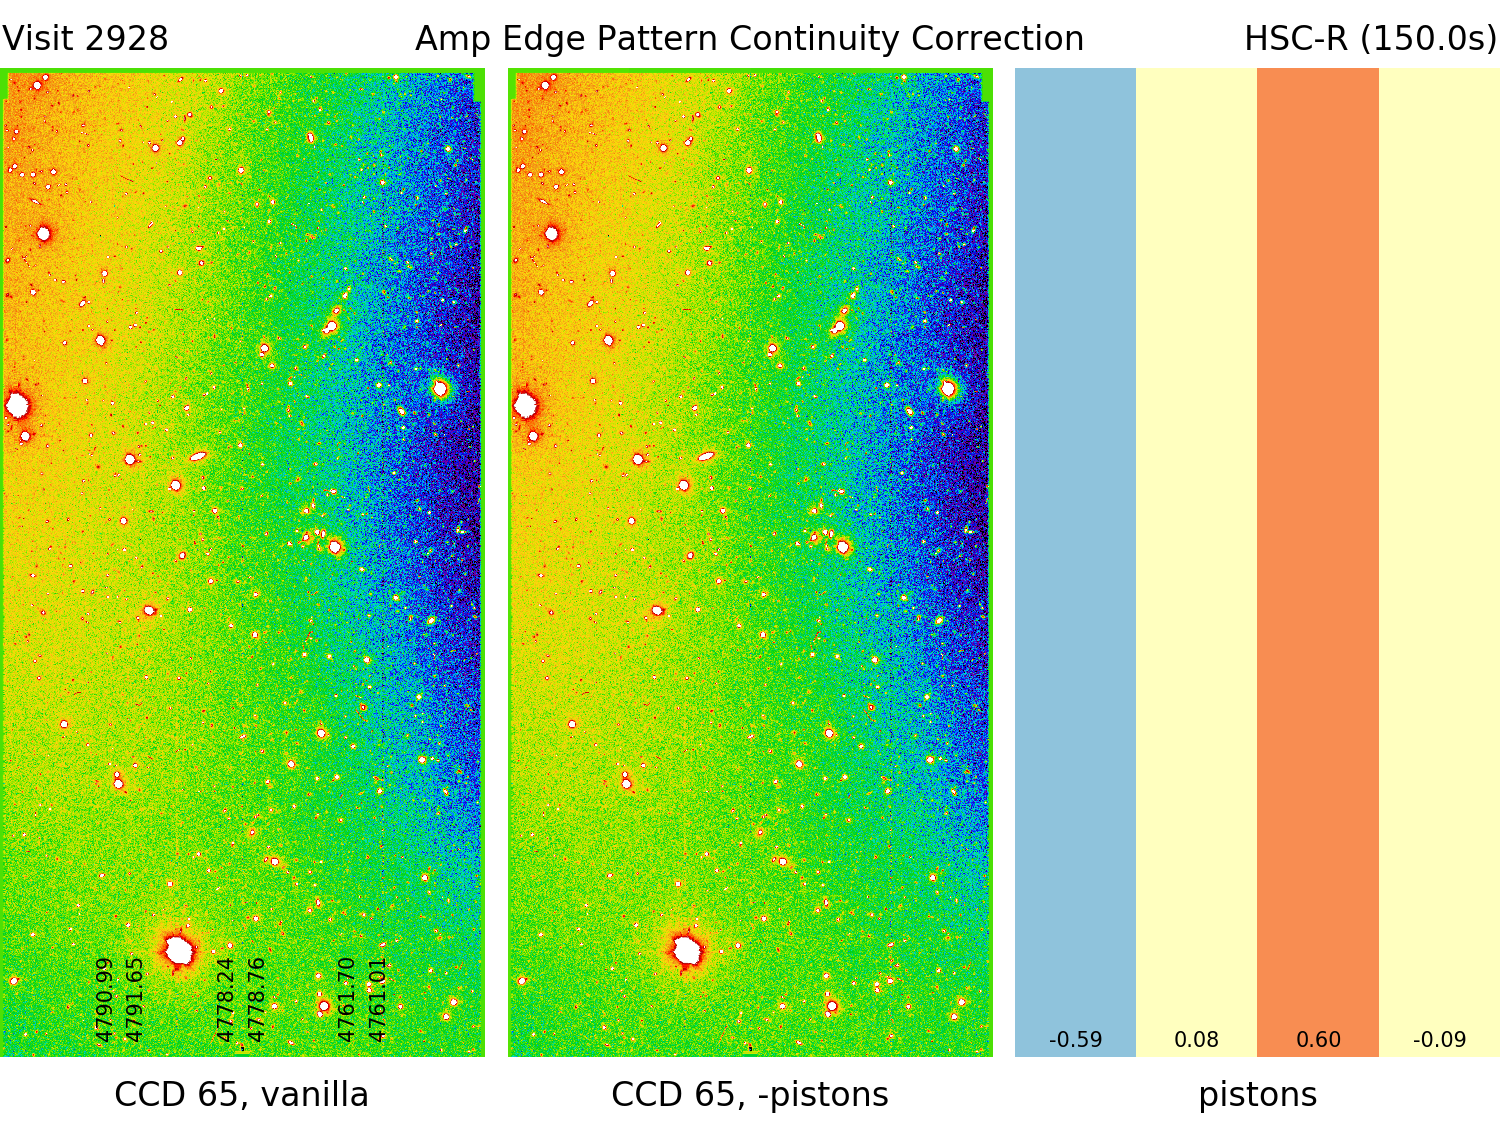 Visit 2928 Amp Edge Pattern Continuity Correction HSC-R (150.0s)
4790.99
4791.65
4778.24
4778.76
4761.70
4761.01
-0.59 0.08 0.60 -0.09
CCD 65, vanilla CCD 65, -pistons pistons